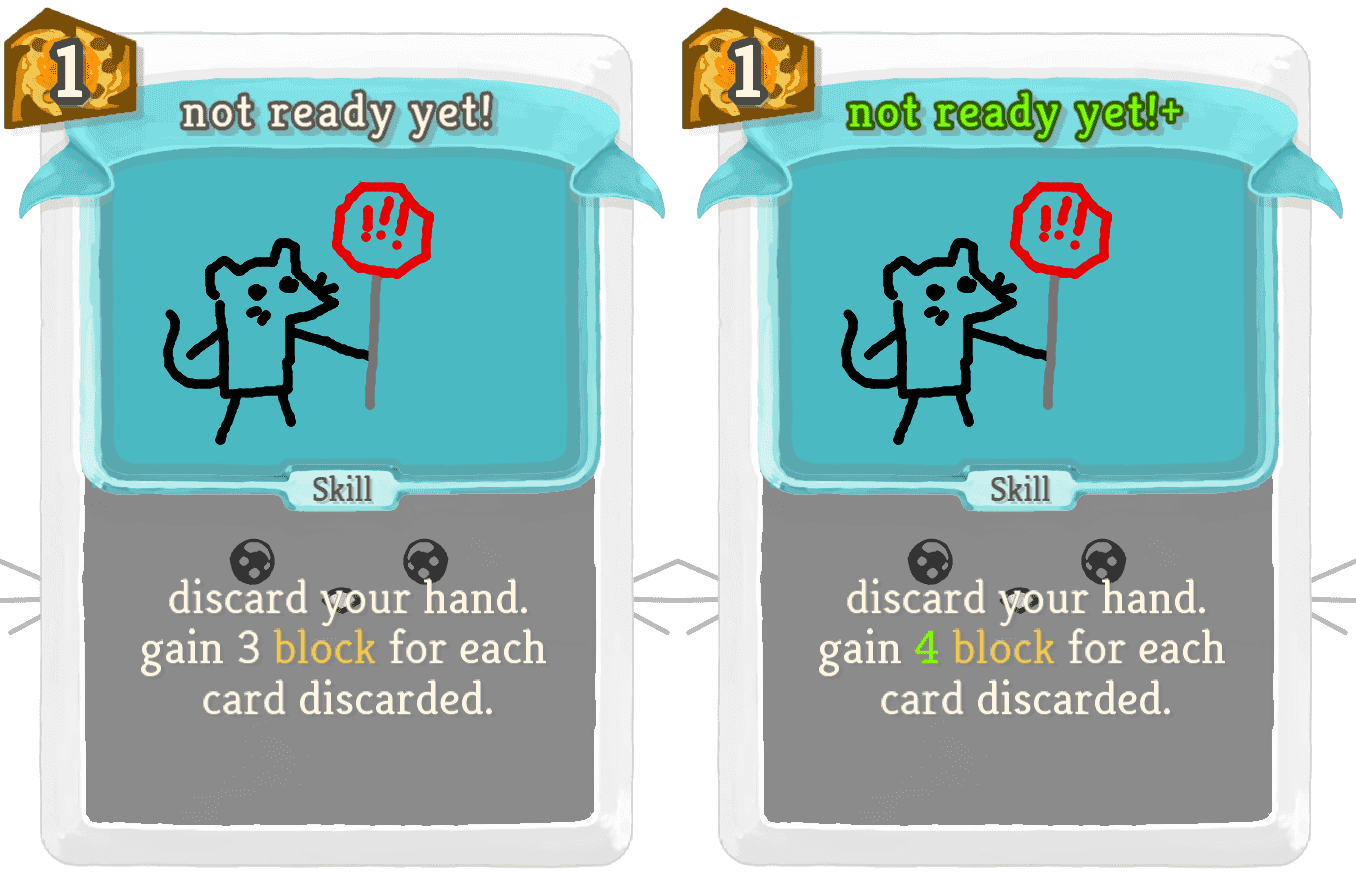 1
not ready yet!
!!!
Skill
discard your hand.
gain 3 block for each
card discarded.
1
not ready yet!+
!!!
Skill
discard your hand.
gain 4 block for each
card discarded.